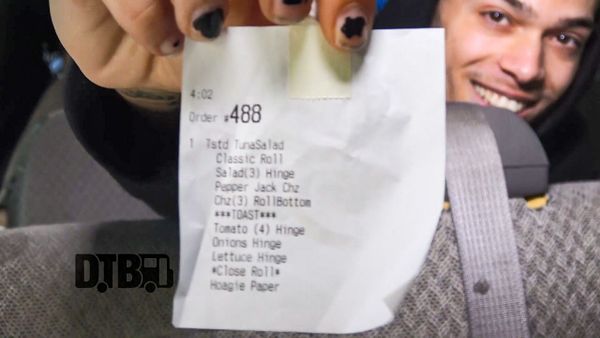 4:02
Order #488
1 Tstd TunaSalad
Classic Roll
Salad(3) Hinge
Pepper Jack Chz
Chz(3) RollBottom
***TOAST***
Tomato (4) Hinge
Onions Hinge
Lettuce Hinge
*Close Roll*
Hoagie Paper
DTB